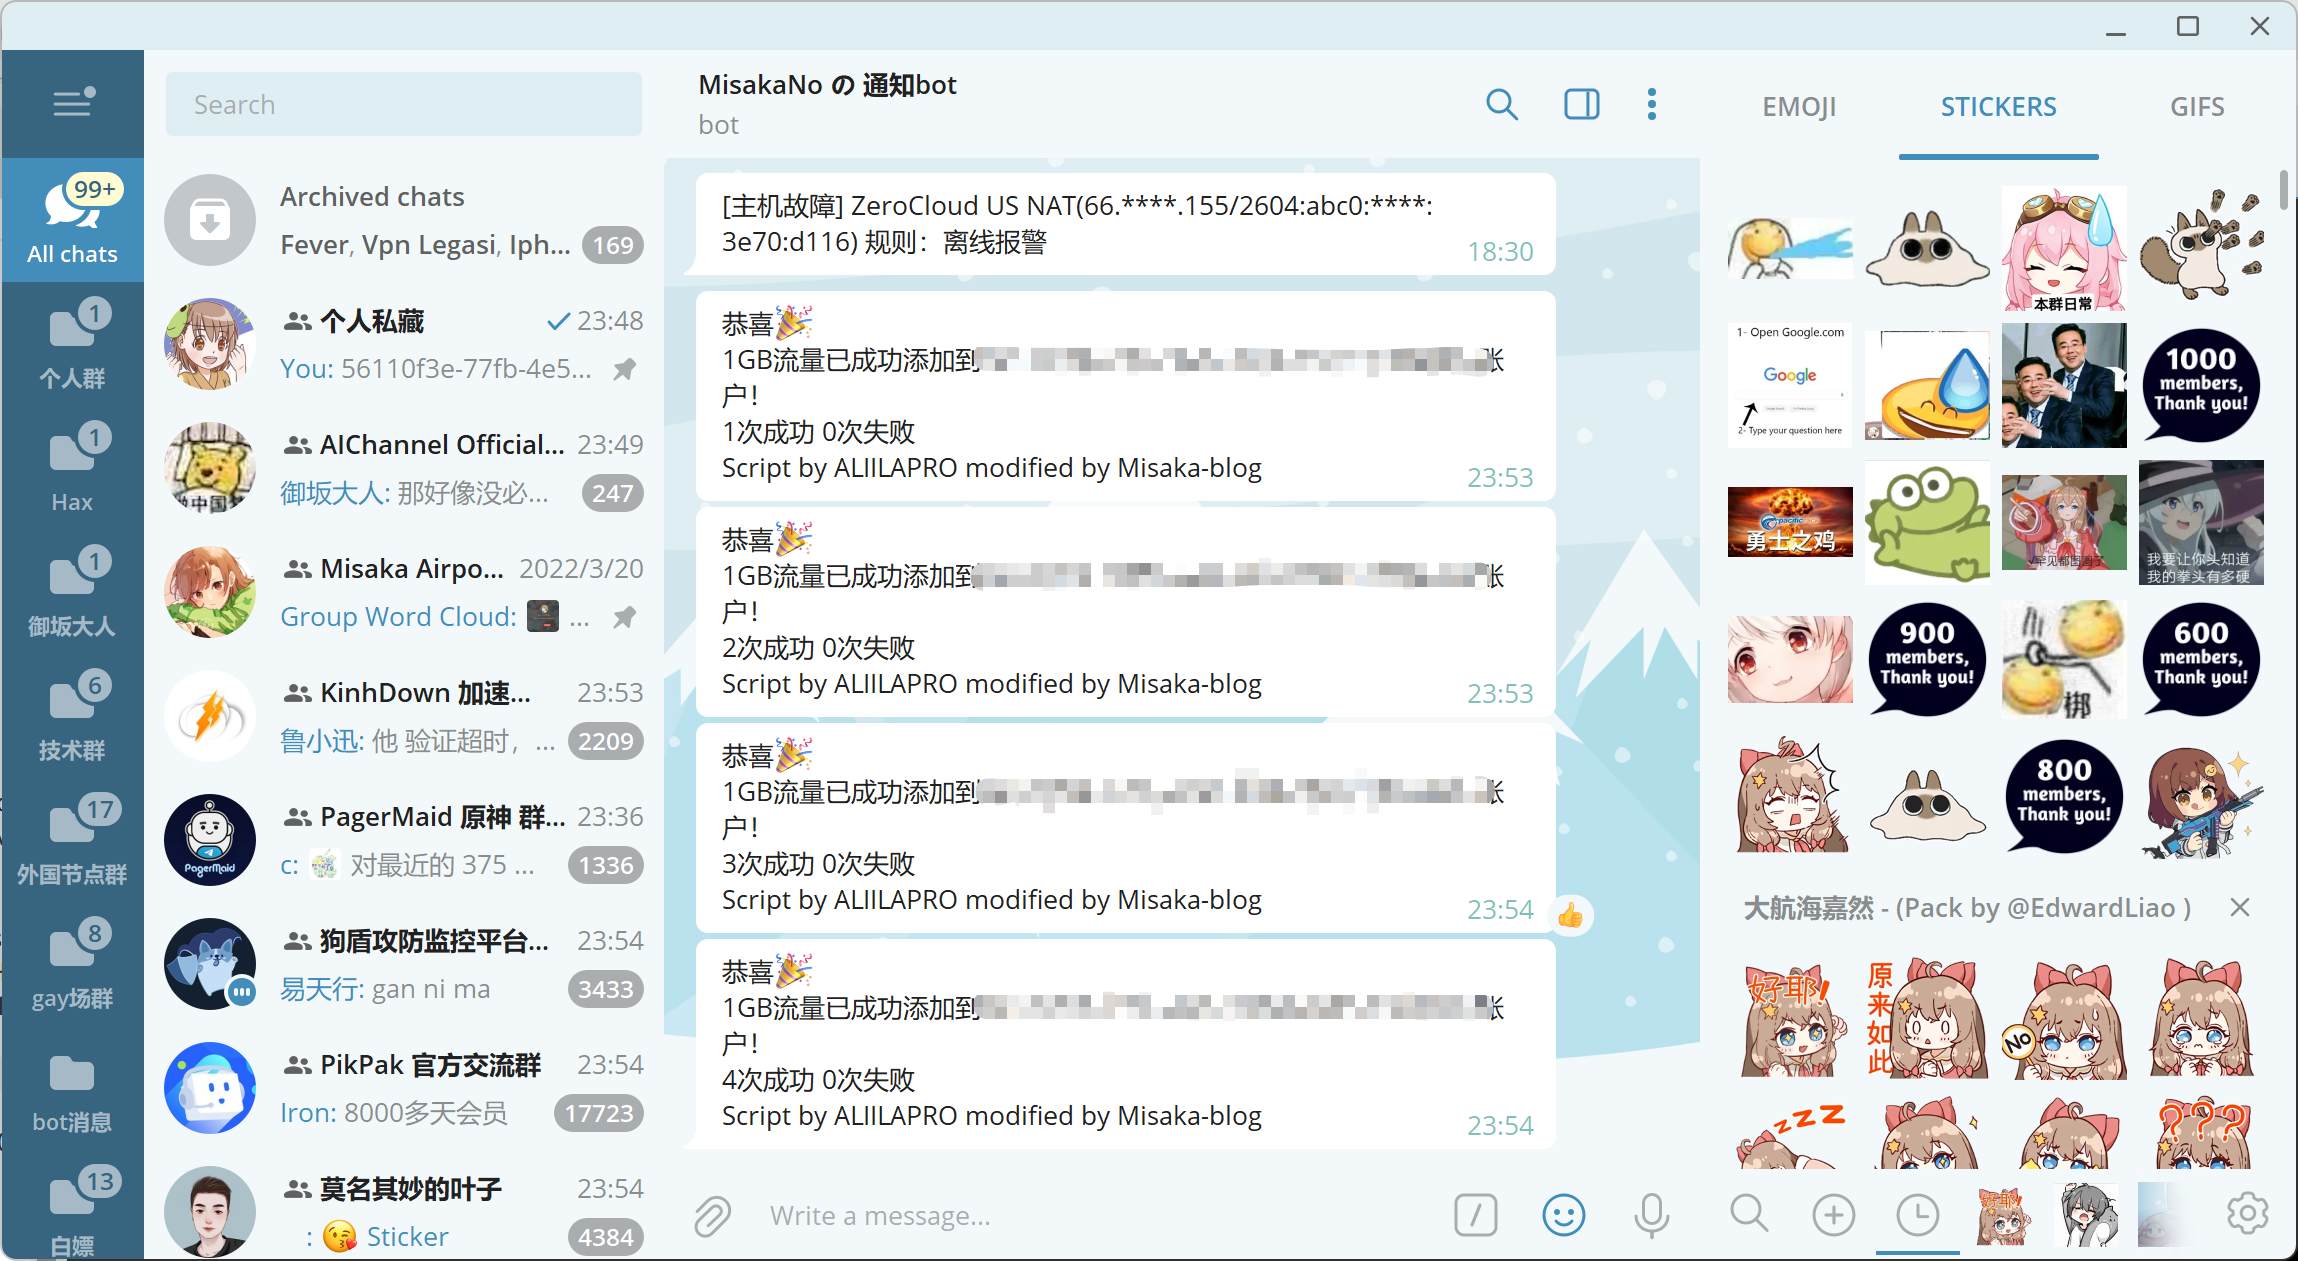 Search
99+
All chats
1
个人群
1
Hax
1
御坂大人
6
技术群
17
外国节点群
8
gay场群
bot消息
13
白嫖
Archived chats
Fever, Vpn Legasi, Iph... 169
个人私藏 23:48
You: 56110f3e-77fb-4e5...
AIChannel Official... 23:49
御坂大人: 那好像没必... 247
Misaka Airpo... 2022/3/20
Group Word Cloud: ...
KinhDown 加速... 23:53
鲁小迅: 他 验证超时，... 2209
PagerMaid
PagerMaid 原神 群... 23:36
c: 对最近的 375 ... 1336
狗盾攻防监控平台... 23:54
易天行: gan ni ma 3433
PikPak 官方交流群 23:54
Iron: 8000多天会员 17723
莫名其妙的叶子 23:54
: 😘 Sticker 4384
MisakaNo の 通知bot
bot
[主机故障] ZeroCloud US NAT(66.****.155/2604:abc0:****:
3e70:d116) 规则：离线报警
18:30
恭喜🎉
1GB流量已成功添加到
账
户！
1次成功 0次失败
Script by ALIILAPRO modified by Misaka-blog
23:53
恭喜🎉
1GB流量已成功添加到
账
户！
2次成功 0次失败
Script by ALIILAPRO modified by Misaka-blog
23:53
恭喜🎉
1GB流量已成功添加到
账
户！
3次成功 0次失败
Script by ALIILAPRO modified by Misaka-blog
23:54
👍
恭喜🎉
1GB流量已成功添加到
账
户！
4次成功 0次失败
Script by ALIILAPRO modified by Misaka-blog
23:54
Write a message...
EMOJI STICKERS GIFS
本群日常
1- Open Google.com
Google
2- Type your question here
1000
members,
Thank you!
勇士之鸡
我要让你头知道
我的拳头有多硬
900
members,
Thank you!
绑
600
members,
Thank you!
800
members,
Thank you!
大航海嘉然 - (Pack by @EdwardLiao )
好耶!
原来如此
NO
zzZ
???
好耶!